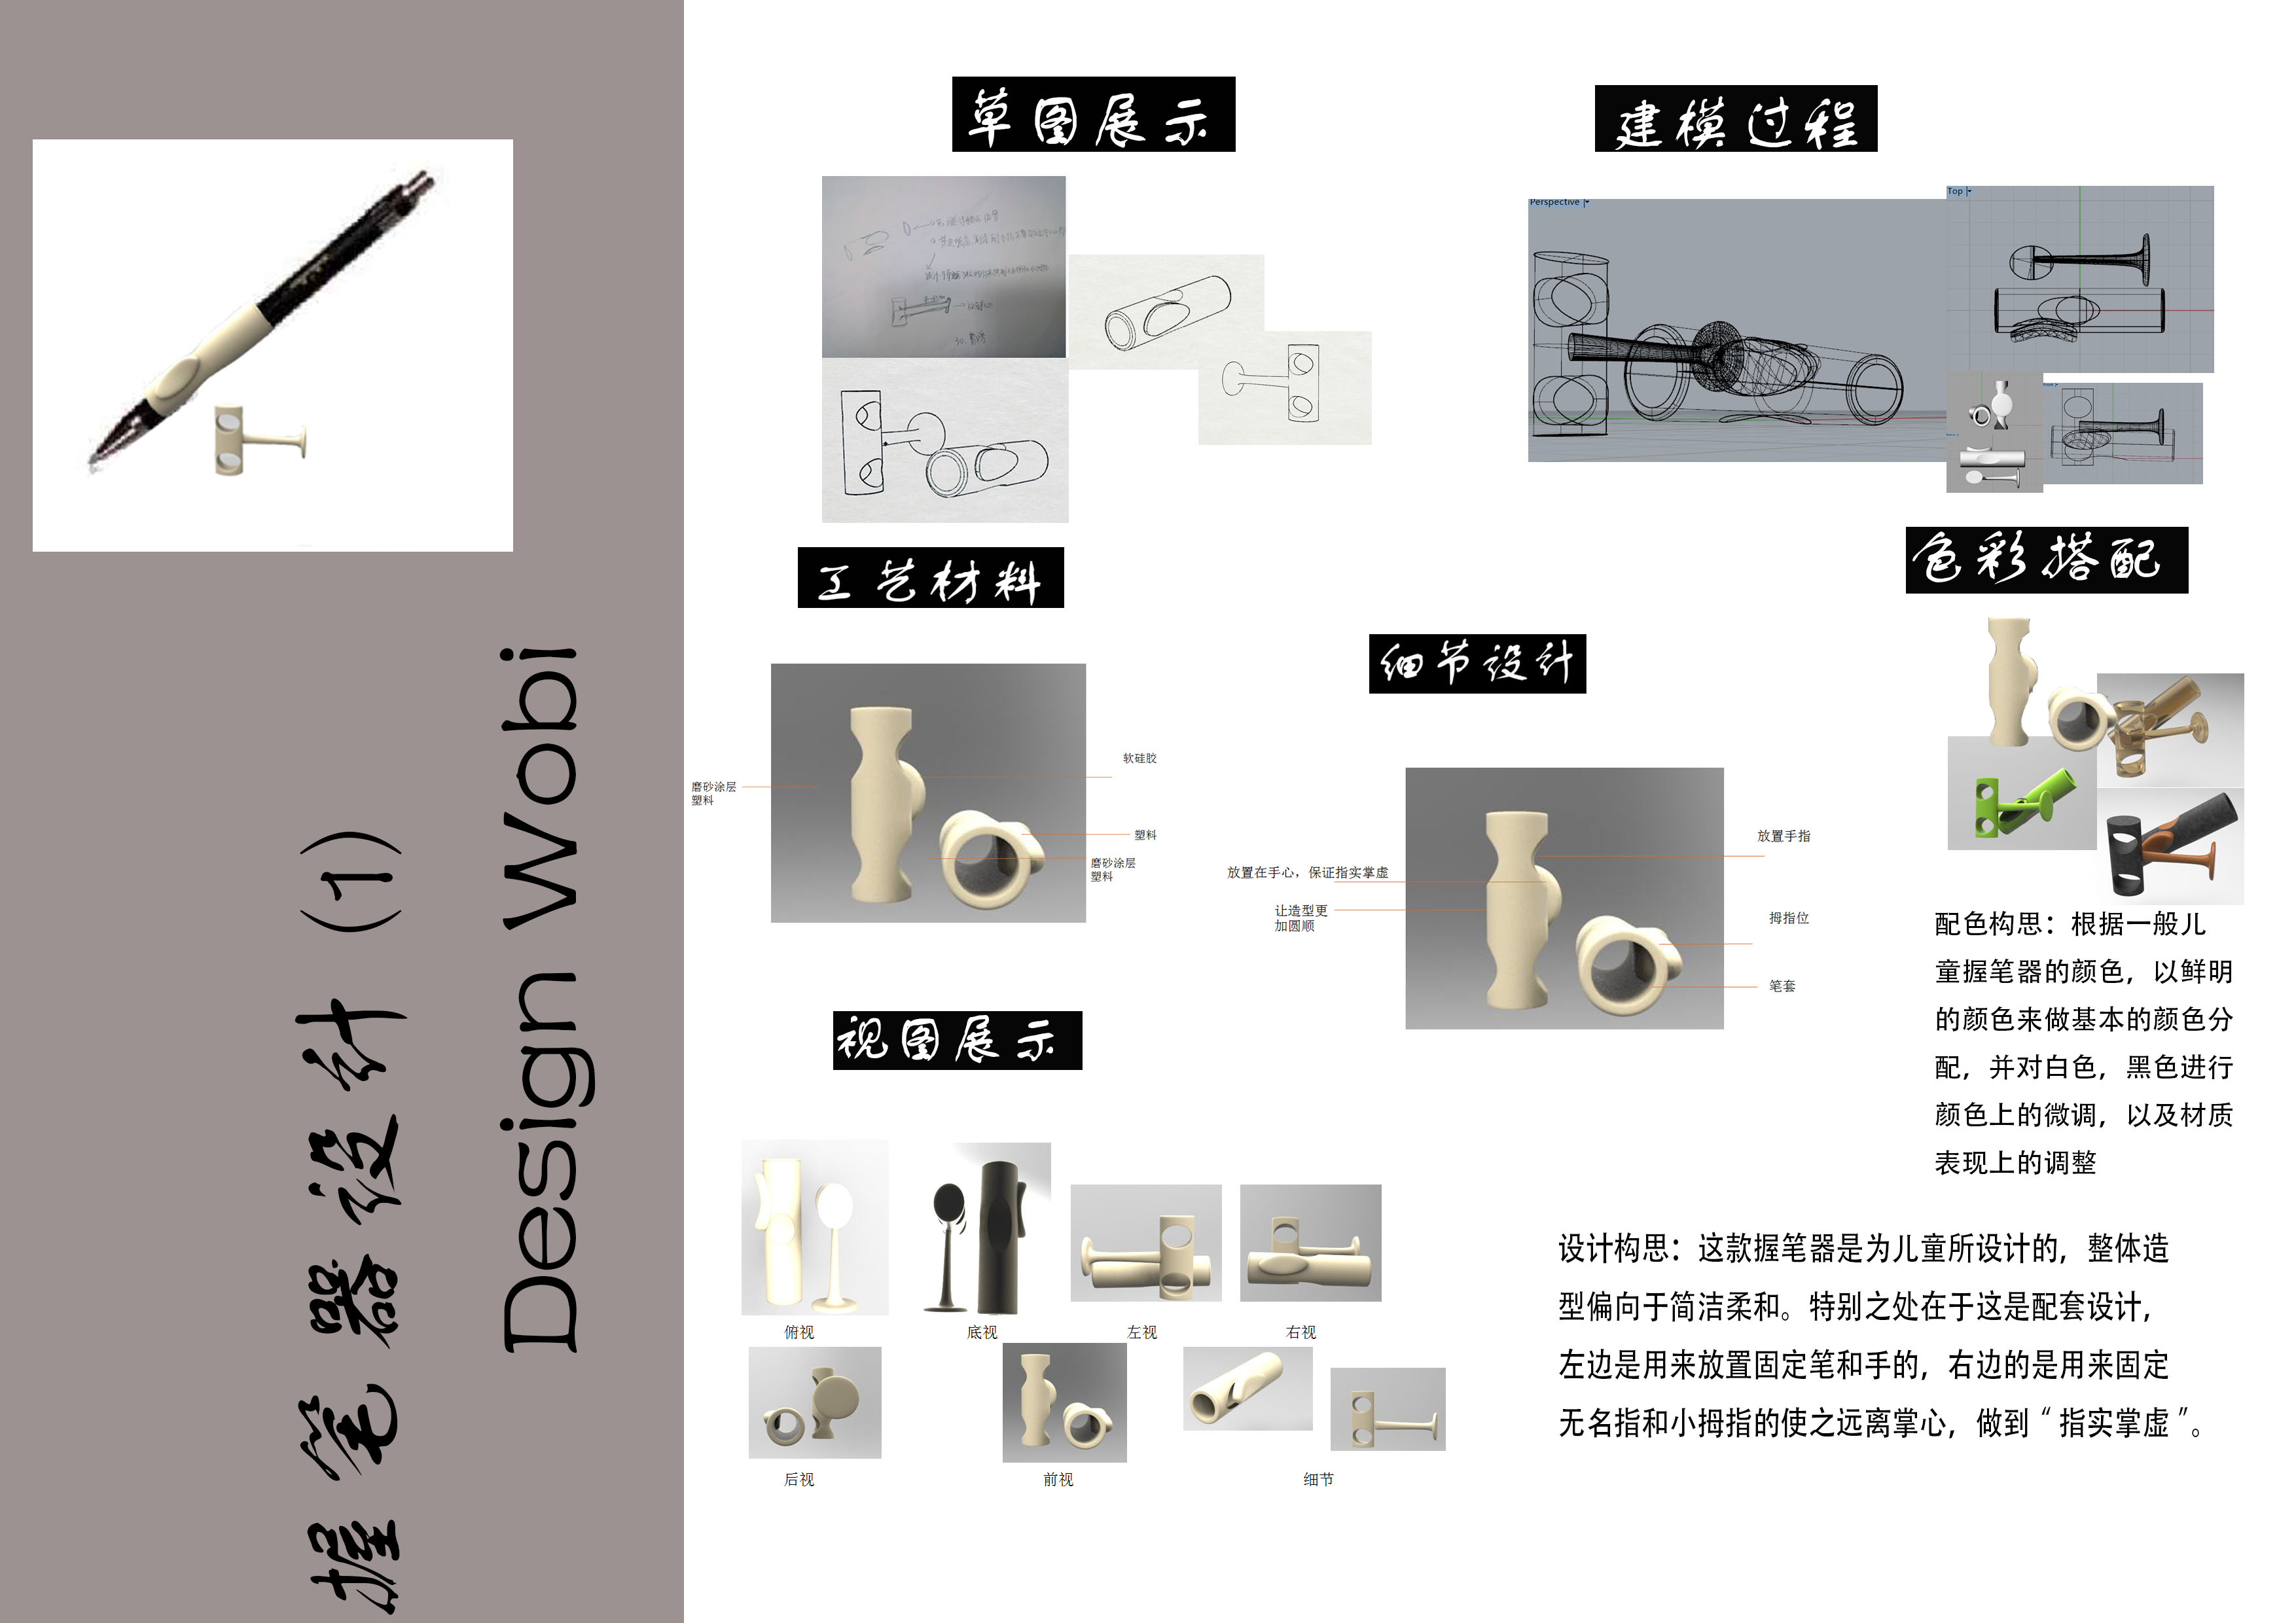 握笔器设计（1）
Design Wobi
草图展示
建模过程
Perspective
Top
工艺材料
色彩搭配
细节设计
软硅胶
磨砂涂层
塑料
塑料
磨砂涂层
塑料
放置手指
放置在手心，保证指实掌虚
让造型更
加圆顺
拇指位
笔套
配色构思：根据一般儿
童握笔器的颜色，以鲜明
的颜色来做基本的颜色分
配，并对白色，黑色进行
颜色上的微调，以及材质
表现上的调整
视图展示
俯视
底视
左视
右视
后视
前视
细节
设计构思：这款握笔器是为儿童所设计的，整体造
型偏向于简洁柔和。特别之处在于这是配套设计，
左边是用来放置固定笔和手的，右边的是用来固定
无名指和小拇指的使之远离掌心，做到“指实掌虚”。